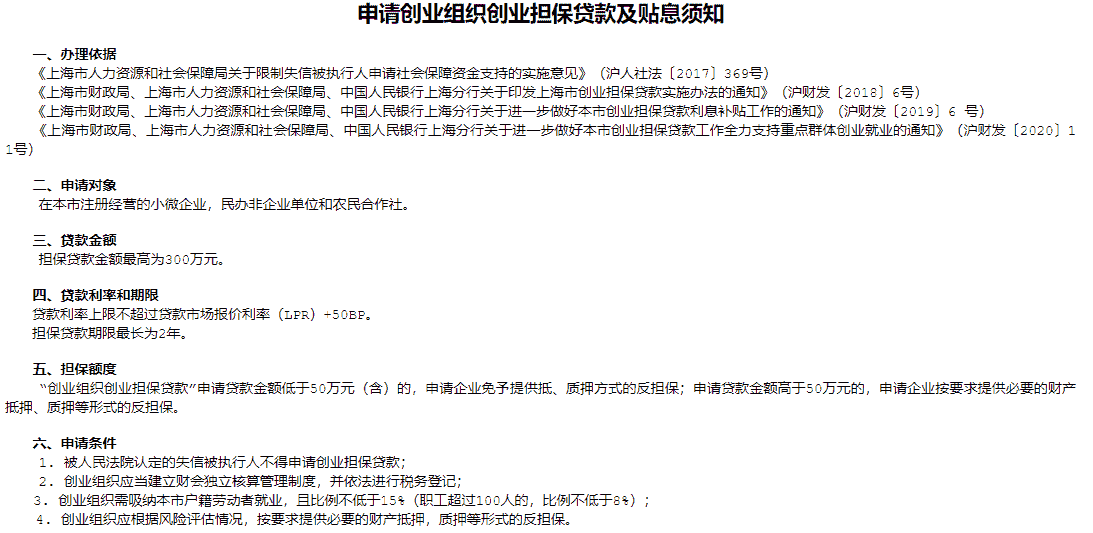 申请创业组织创业担保贷款及贴息须知
一、办理依据
《上海市人力资源和社会保障局关于限制失信被执行人申请社会保障资金支持的实施意见》（沪人社法〔2017〕369号）
《上海市财政局、上海市人力资源和社会保障局、中国人民银行上海分行关于印发上海市创业担保贷款实施办法的通知》（沪财发〔2018〕6号）
《上海市财政局、上海市人力资源和社会保障局、中国人民银行上海分行关于进一步做好本市创业担保贷款利息补贴工作的通知》（沪财发〔2019〕6 号）
《上海市财政局、上海市人力资源和社会保障局、中国人民银行上海分行关于进一步做好本市创业担保贷款工作全力支持重点群体创业就业的通知》（沪财发〔2020〕1
1号）
二、申请对象
在本市注册经营的小微企业，民办非企业单位和农民合作社。
三、贷款金额
担保贷款金额最高为300万元。
四、贷款利率和期限
贷款利率上限不超过贷款市场报价利率（LPR）+50BP。
担保贷款期限最长为2年。
五、担保额度
“创业组织创业担保贷款”申请贷款金额低于50万元（含）的，申请企业免予提供抵、质押方式的反担保；申请贷款金额高于50万元的，申请企业按要求提供必要的财产
抵押、质押等形式的反担保。
六、申请条件
1. 被人民法院认定的失信被执行人不得申请创业担保贷款；
2. 创业组织应当建立财会独立核算管理制度，并依法进行税务登记；
3. 创业组织需吸纳本市户籍劳动者就业，且比例不低于15%（职工超过100人的，比例不低于8%）；
4. 创业组织应根据风险评估情况，按要求提供必要的财产抵押，质押等形式的反担保。